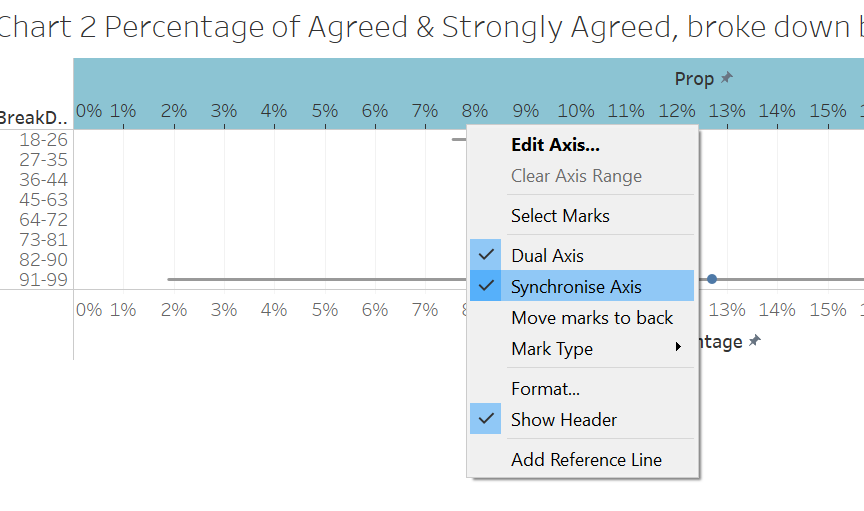 Chart 2 Percentage of Agreed & Strongly Agreed, broke down
Prop
0% 1% 2% 3% 4% 5% 6% 7% 8% 9% 10% 11% 12% 13% 14% 15%
BreakD..
18-26
27-35
36-44
45-63
64-72
73-81
82-90
91-99
0% 1% 2% 3% 4% 5% 6% 7% 13% 14% 15%
Edit Axis...
Clear Axis Range
Select Marks
Dual Axis
Synchronise Axis
Move marks to back
Mark Type
Format...
Show Header
Add Reference Line